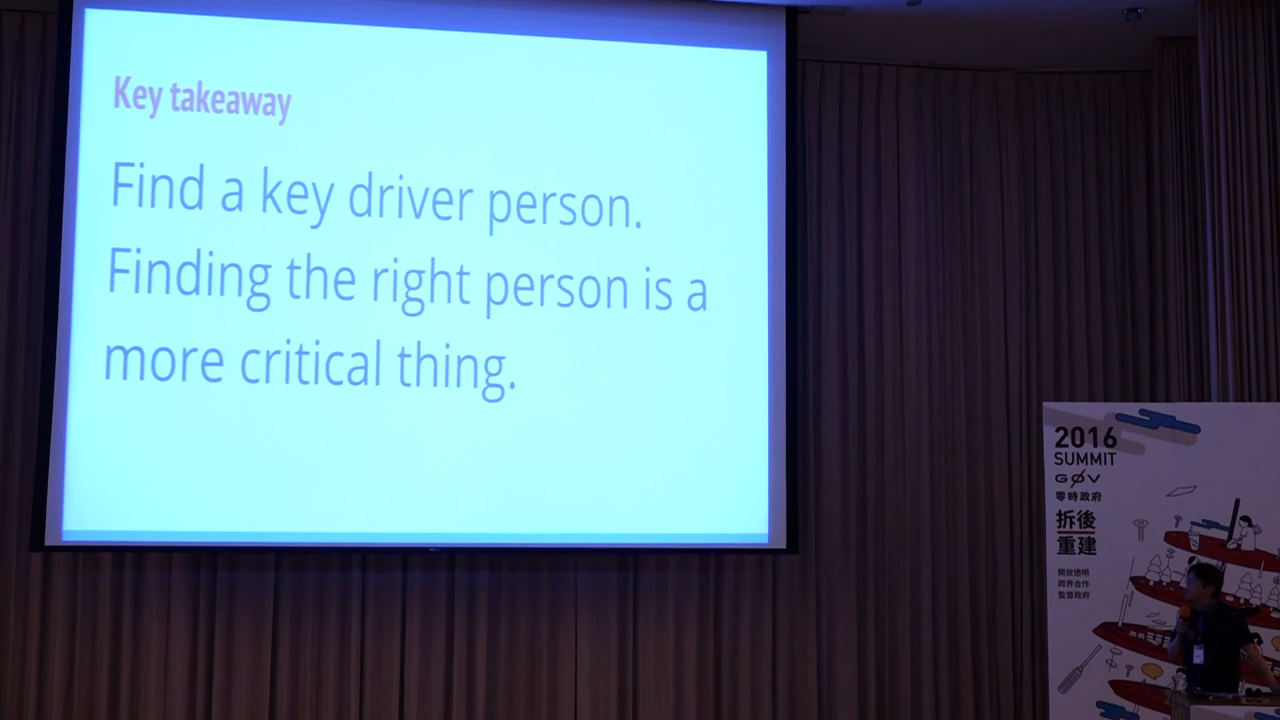 Key takeaway
Find a key driver person.
Finding the right person is a
more critical thing.
2016
SUMMIT
GØV
零時政府
拆後
重建
開放透明
跨界合作
監督政府